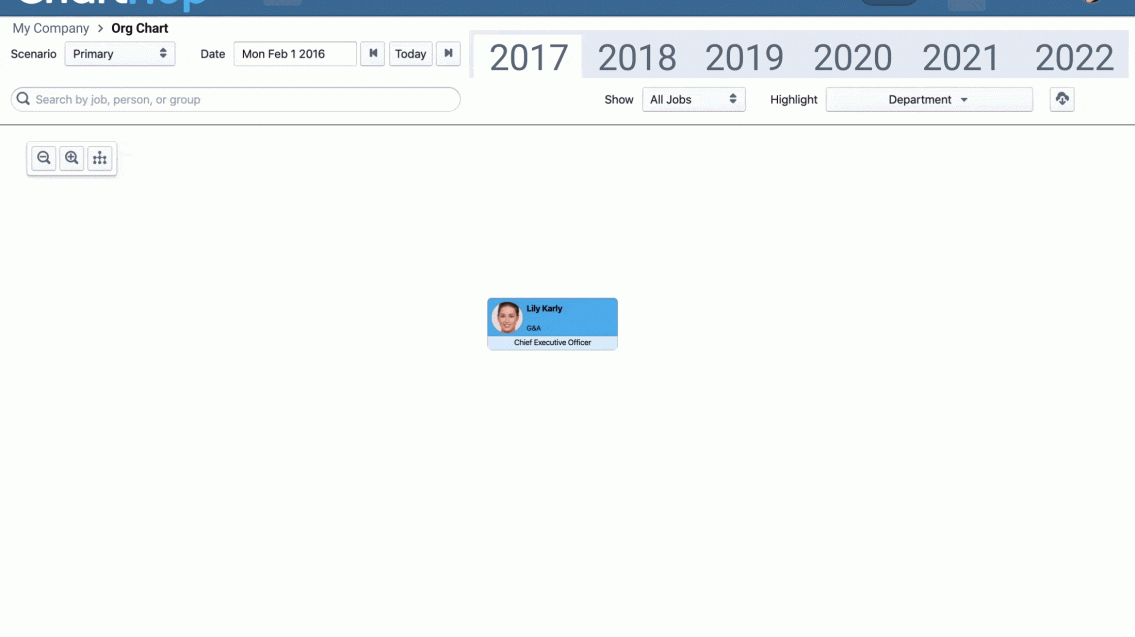 ChartHop
My Company > Org Chart
Scenario Primary Date Mon Feb 1 2016 Today 2017 2018 2019 2020 2021 2022
Search by job, person, or group Show All Jobs Highlight Department
Lily Karly
G&A
Chief Executive Officer